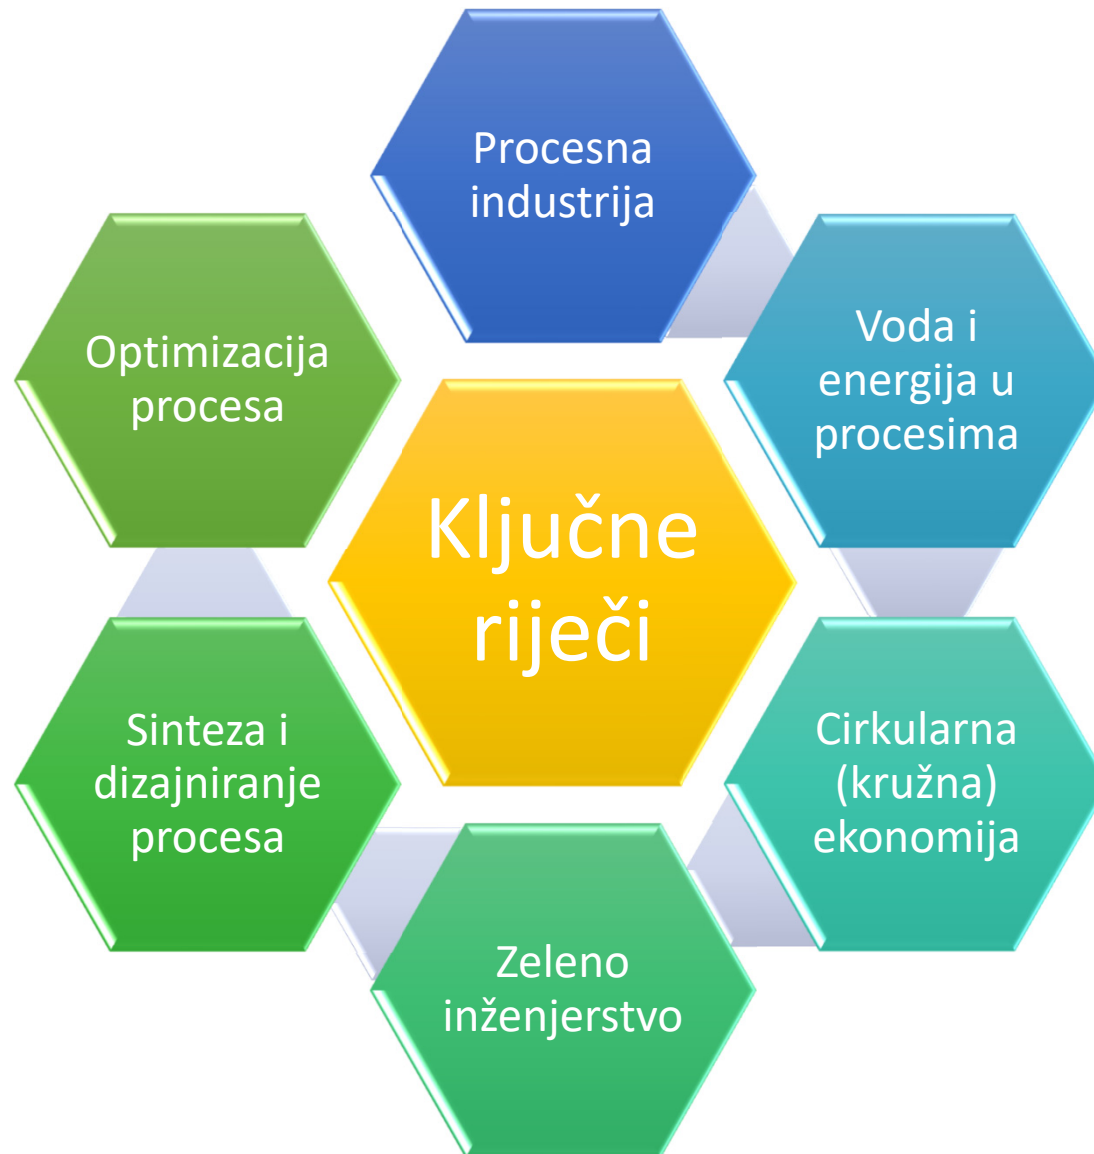 Procesna
industrija
Voda i
energija u
procesima
Cirkularna
(kružna)
ekonomija
Zeleno
inženjerstvo
Sinteza i
dizajniranje
procesa
Optimizacija
procesa
Ključne
riječi